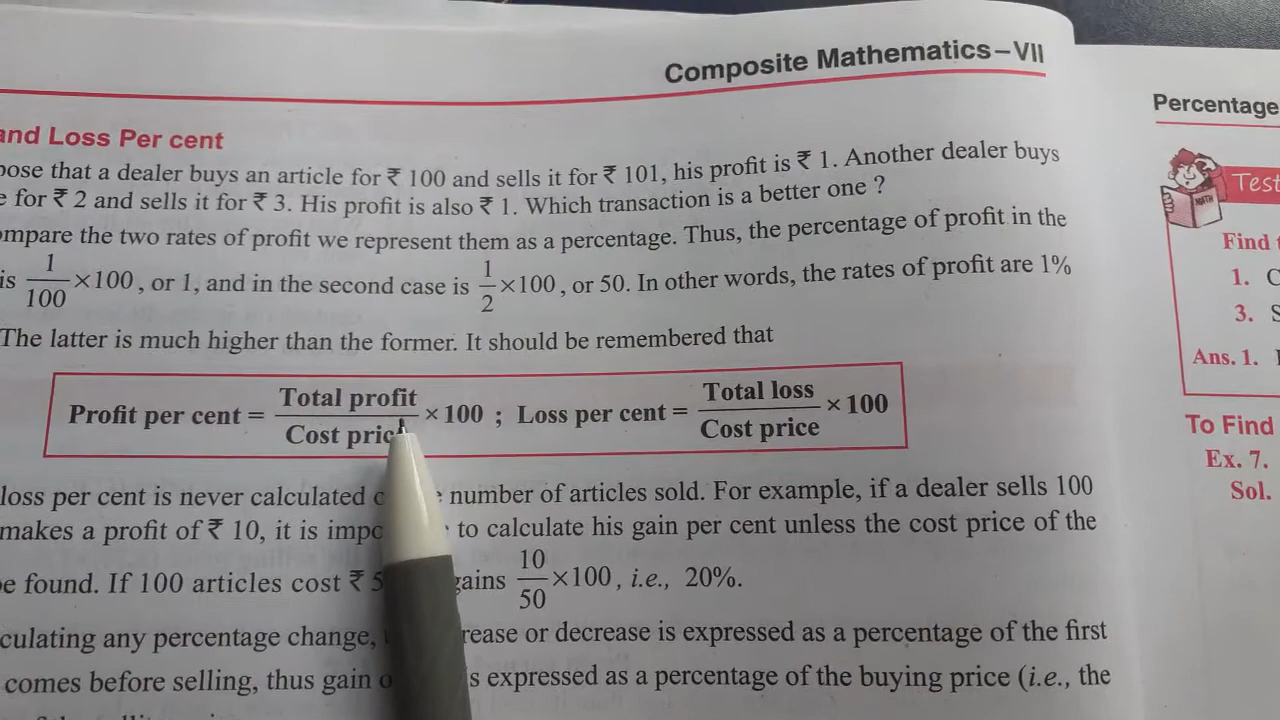 Composite Mathematics–VII
and Loss Per cent
pose that a dealer buys an article for ₹ 100 and sells it for ₹ 101, his profit is ₹ 1. Another dealer buys
e for ₹ 2 and sells it for ₹ 3. His profit is also ₹ 1. Which transaction is a better one ?
ompare the two rates of profit we represent them as a percentage. Thus, the percentage of profit in the
is 1/100 ×100, or 1, and in the second case is 1/2 ×100, or 50. In other words, the rates of profit are 1%
The latter is much higher than the former. It should be remembered that
Profit per cent = Total profit/Cost pric × 100 ; Loss per cent = Total loss/Cost price × 100
loss per cent is never calculated number of articles sold. For example, if a dealer sells 100
makes a profit of ₹ 10, it is impo to calculate his gain per cent unless the cost price of the
e found. If 100 articles cost ₹ 5 gains 10/50 ×100, i.e., 20%.
culating any percentage change, rease or decrease is expressed as a percentage of the first
comes before selling, thus gain o s expressed as a percentage of the buying price (i.e., the
Percentage
MATH
Test
Find
1. C
3. S
Ans. 1.
To Find
Ex. 7.
Sol.